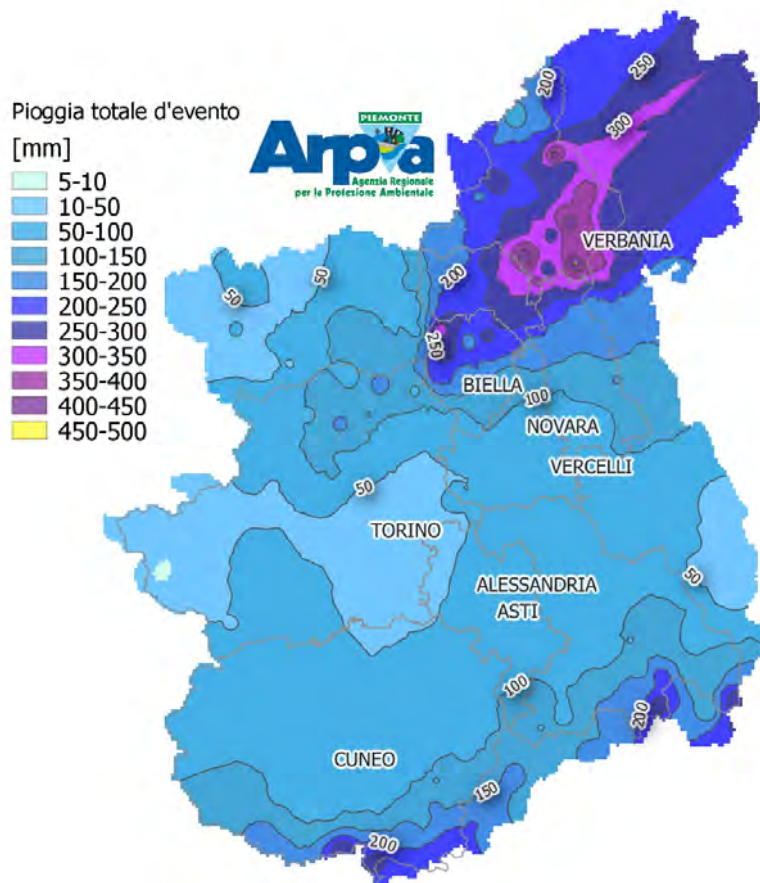 Pioggia totale d'evento
[mm]
5-10
10-50
50-100
100-150
150-200
200-250
250-300
300-350
350-400
400-450
450-500
PIEMONTE
Arpa
Agenzia Regionale
per la Protezione Ambientale
200
250
300
VERBANIA
50
50
200
250
BIELLA
100
NOVARA
VERCELLI
50
TORINO
50
ALESSANDRIA
ASTI
100
200
CUNEO
150
200